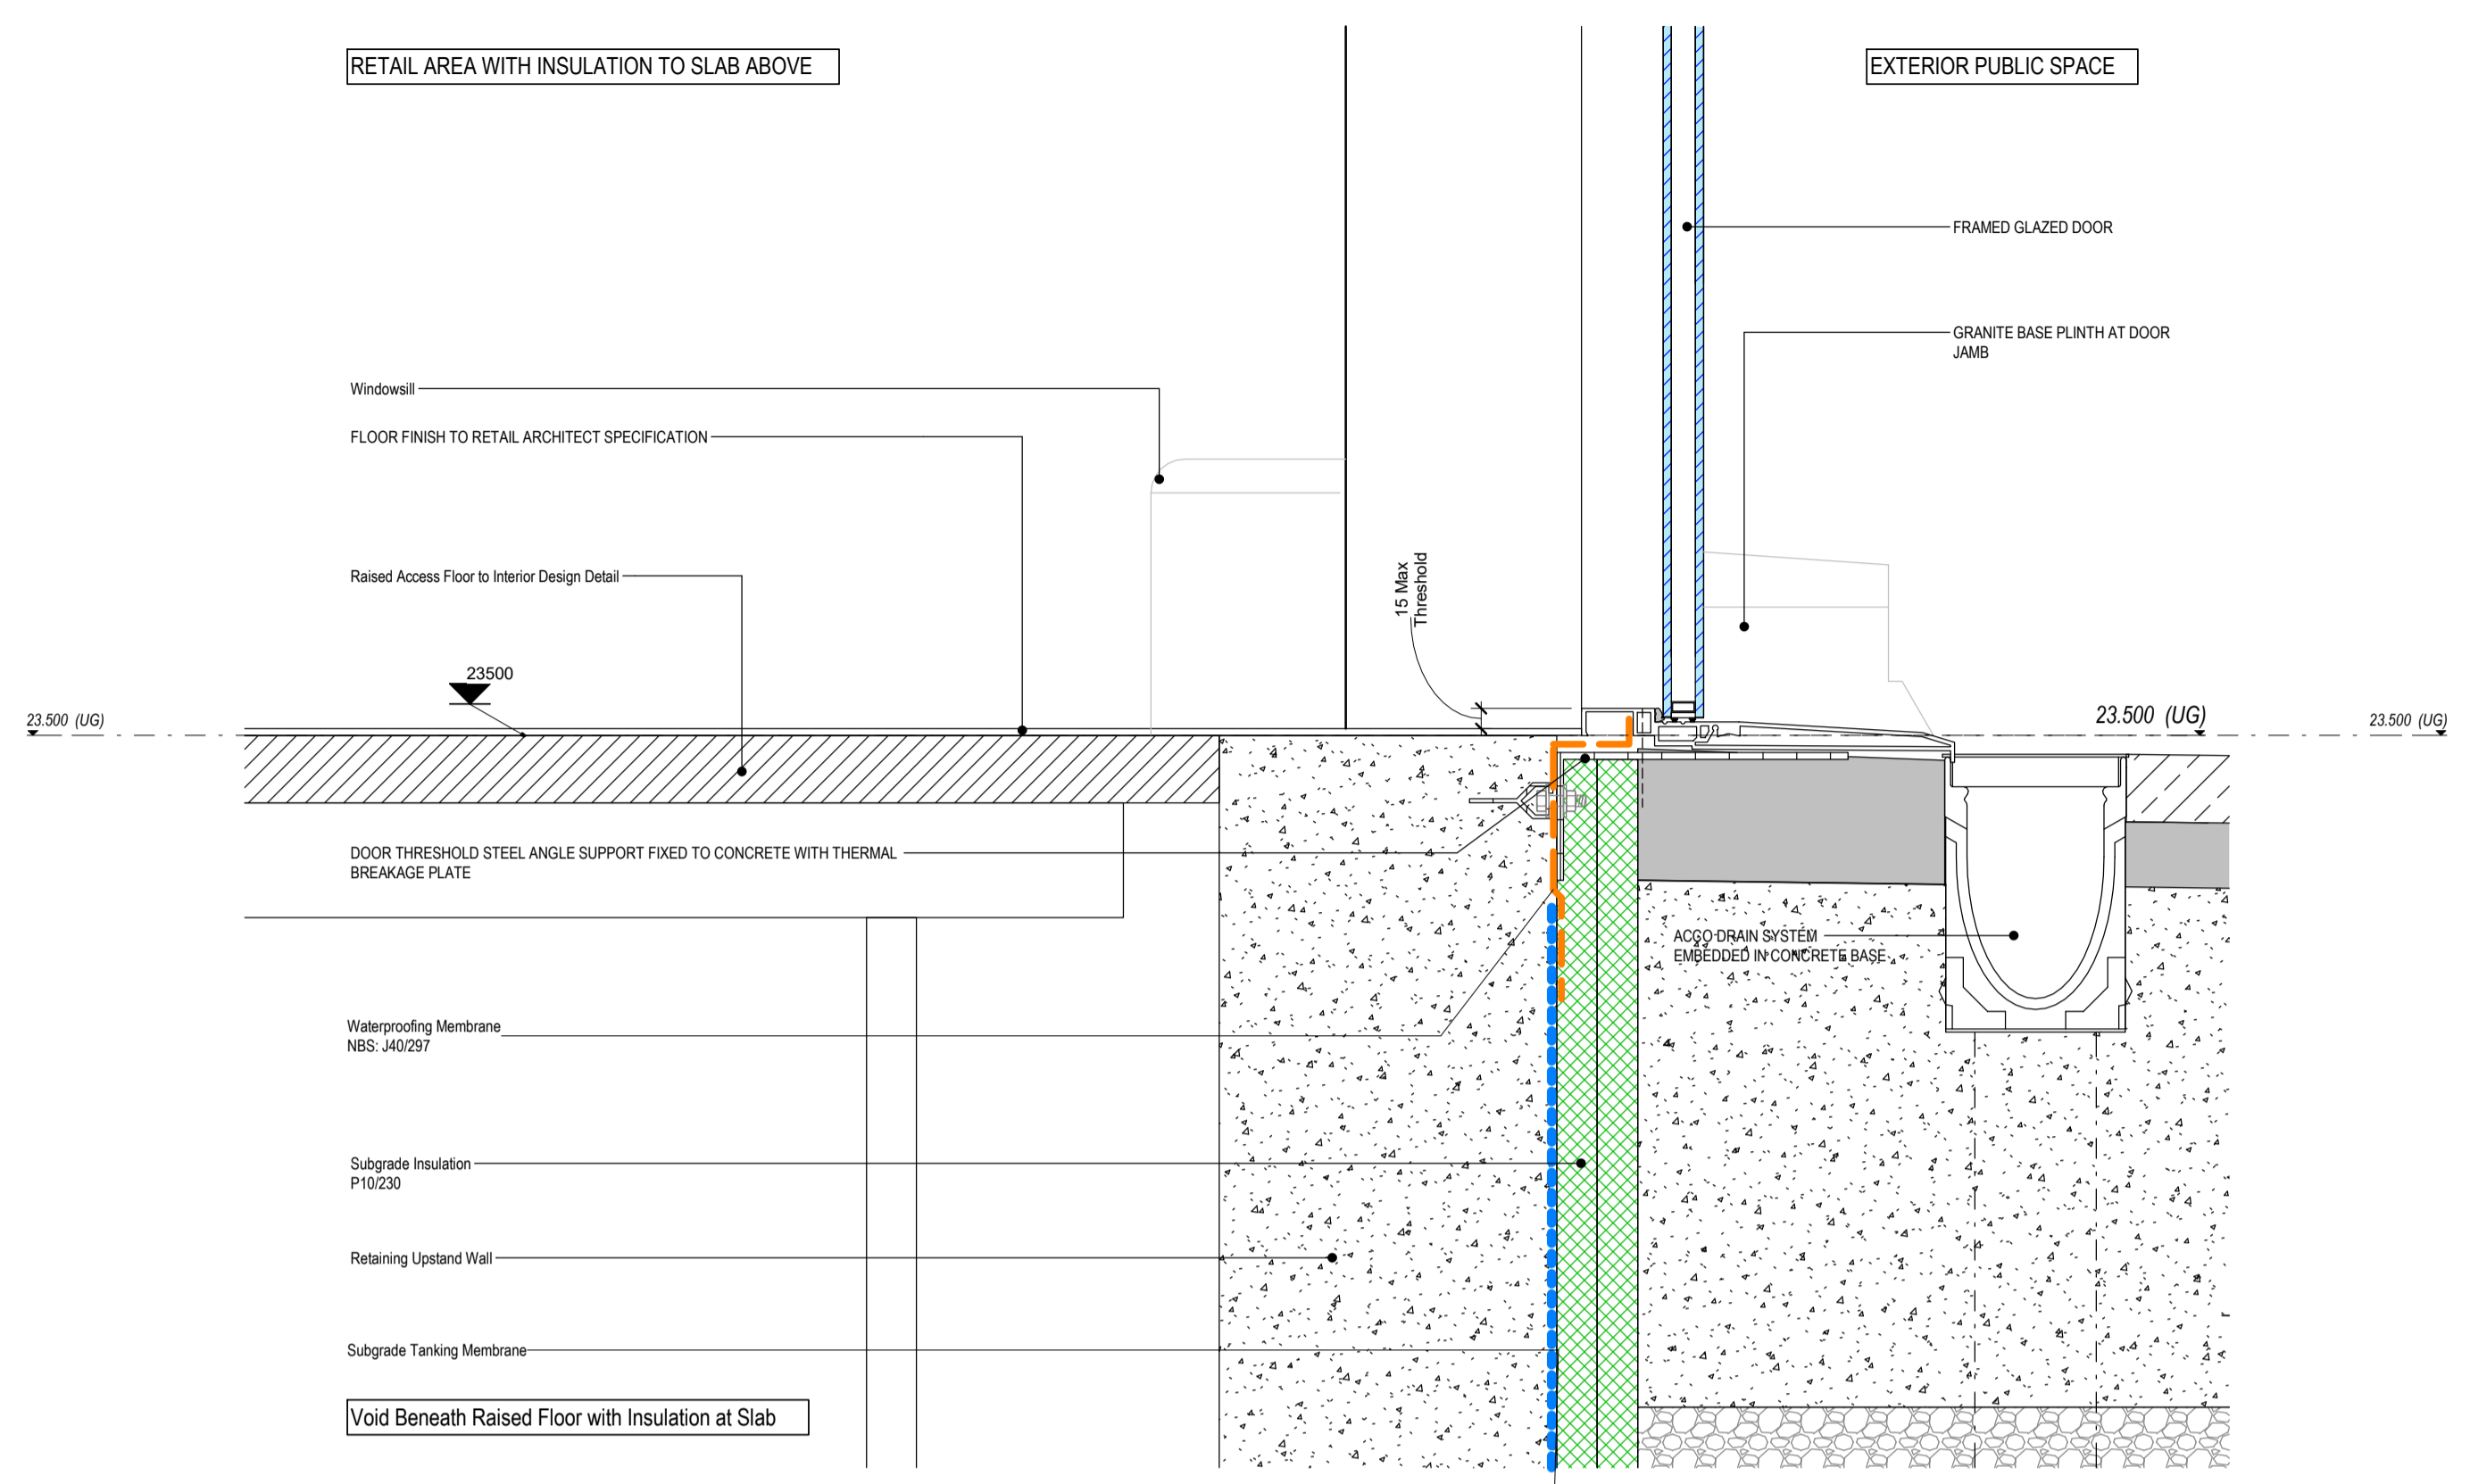 RETAIL AREA WITH INSULATION TO SLAB ABOVE
EXTERIOR PUBLIC SPACE
FRAMED GLAZED DOOR
GRANITE BASE PLINTH AT DOOR
JAMB
Windowsill
FLOOR FINISH TO RETAIL ARCHITECT SPECIFICATION
Raised Access Floor to Interior Design Detail
15 Max
Threshold
23500
23.500 (UG)
23.500 (UG)
23.500 (UG)
DOOR THRESHOLD STEEL ANGLE SUPPORT FIXED TO CONCRETE WITH THERMAL
BREAKAGE PLATE
ACCO DRAIN SYSTEM
EMBEDDED IN CONCRETE BASE
Waterproofing Membrane
NBS: J40/297
Subgrade Insulation
P10/230
Retaining Upstand Wall
Subgrade Tanking Membrane
Void Beneath Raised Floor with Insulation at Slab